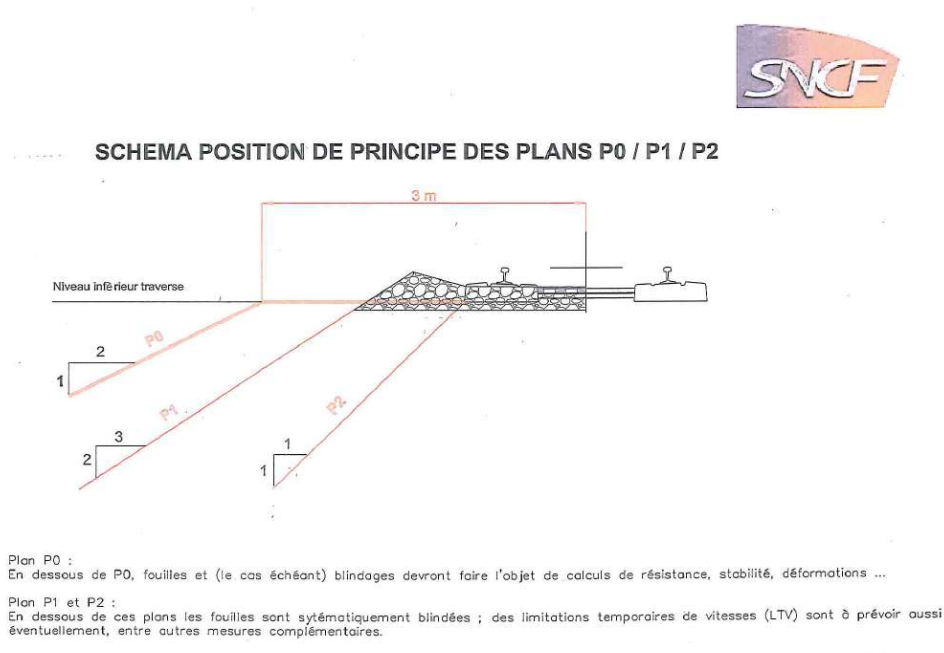 SNCF
SCHEMA POSITION DE PRINCIPE DES PLANS P0 / P1 / P2
3 m
Niveau infèrieur traverse
P0
2
1
P1
3
2
P2
1
1
Plan P0 :
En dessous de P0, fouilles et (le cas échéant) blindages devront faire l'objet de calculs de résistance, stabilité, déformations ...
Plan P1 et P2 :
En dessous de ces plans les fouilles sont sytématiquement blindées ; des limitations temporaires de vitesses (LTV) sont à prévoir aussi
éventuellement, entre autres mesures complémentaires.